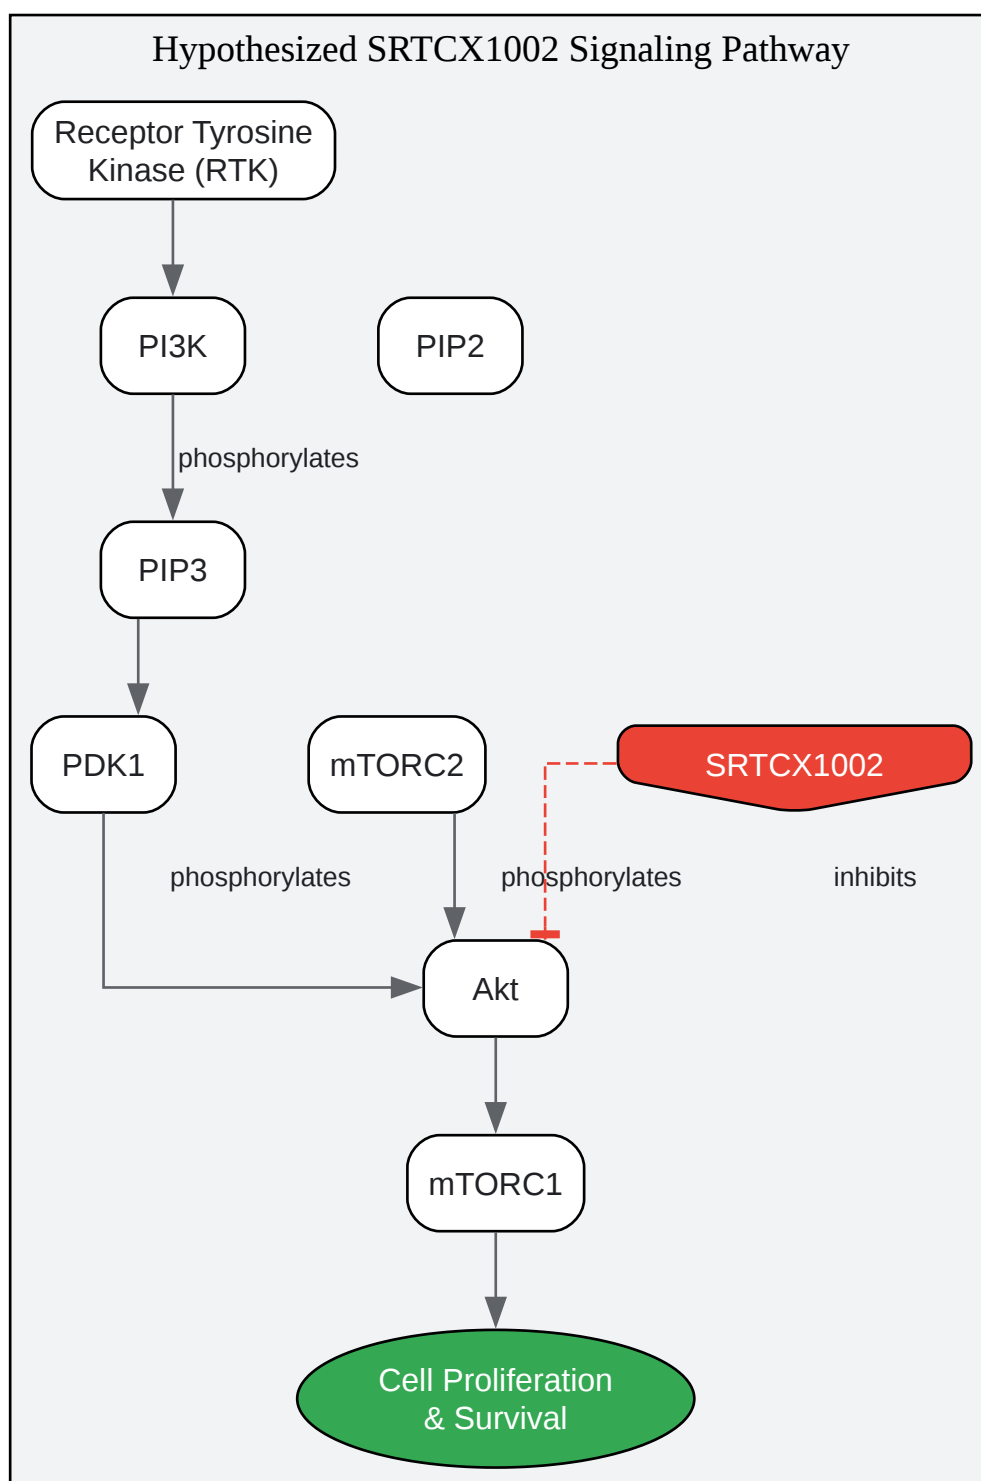 Hypothesized SRTCX1002 Signaling Pathway
Receptor Tyrosine
Kinase (RTK)
PI3K
PIP2
phosphorylates
PIP3
PDK1
mTORC2
SRTCX1002
phosphorylates
phosphorylates
inhibits
Akt
mTORC1
Cell Proliferation
& Survival